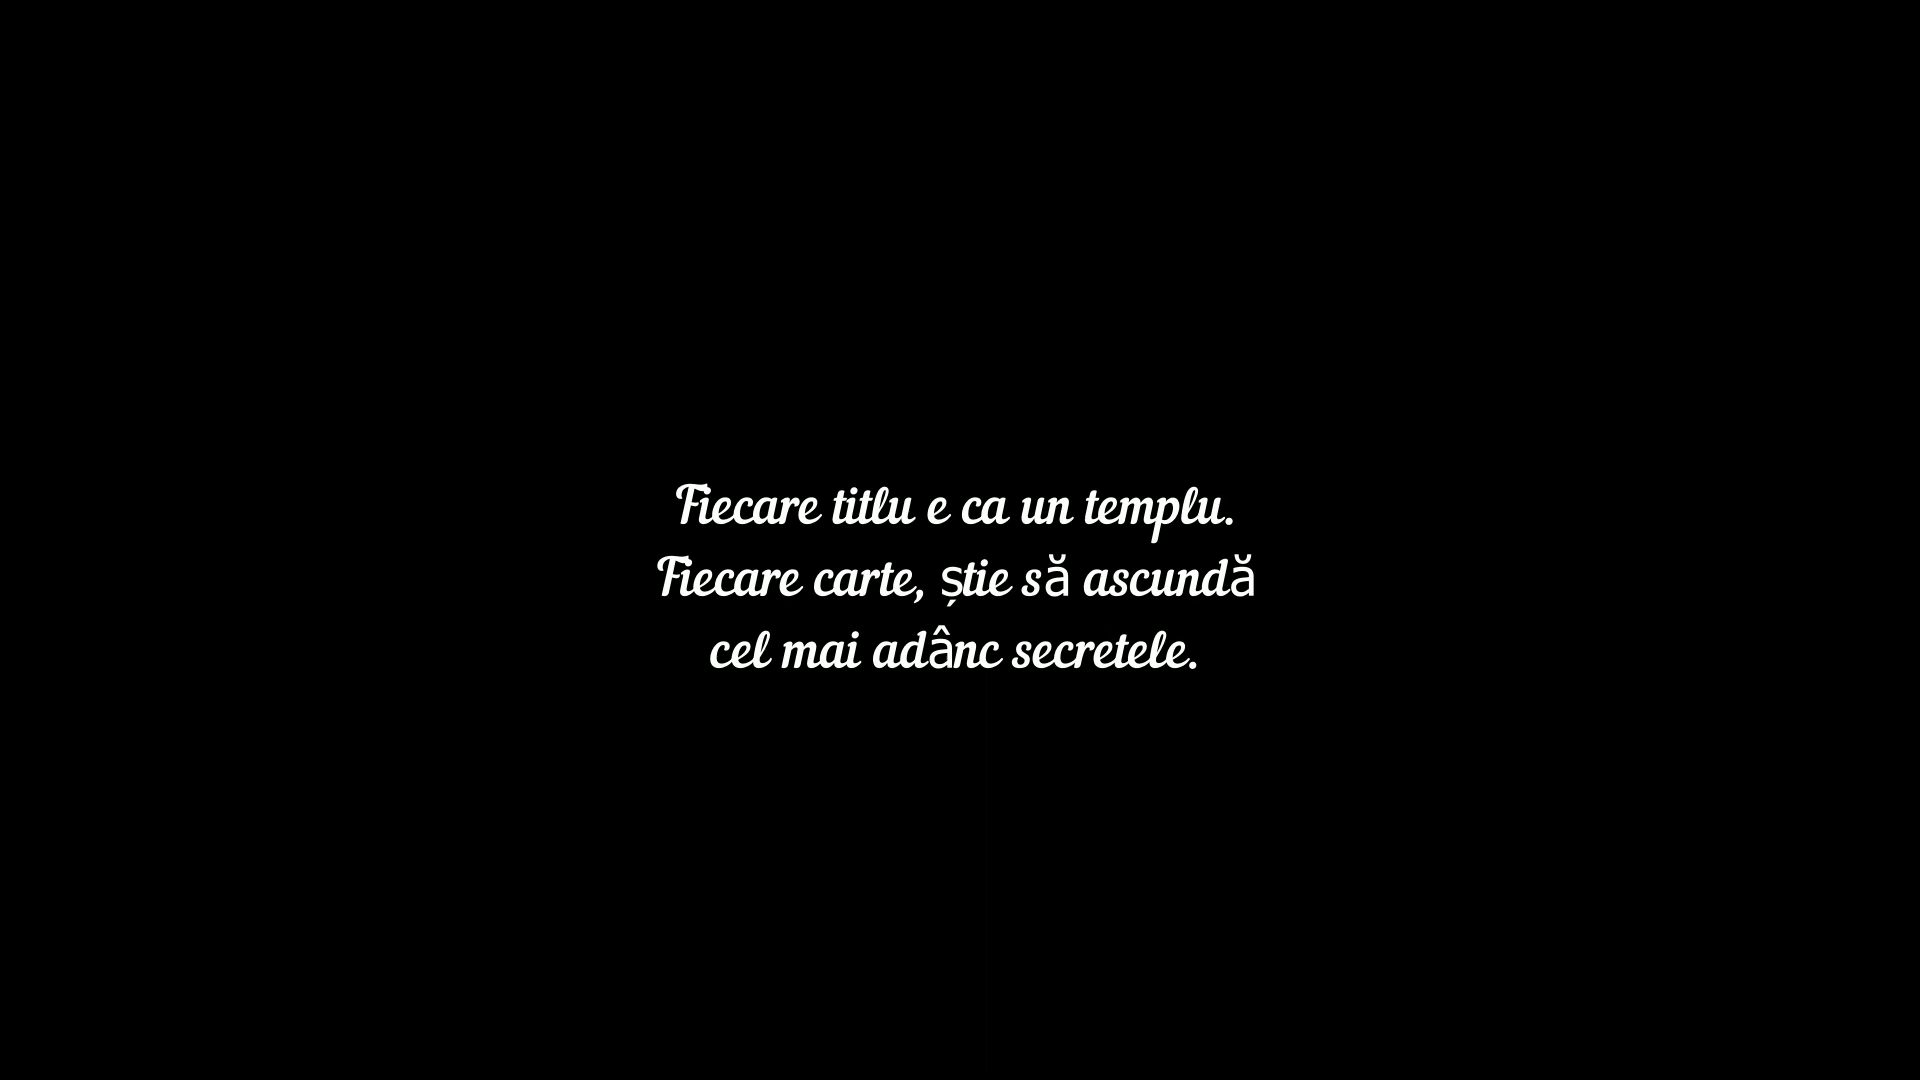 Fiecare titlu e ca un templu.
Fiecare carte, știe să ascundă
cel mai adânc secretele.